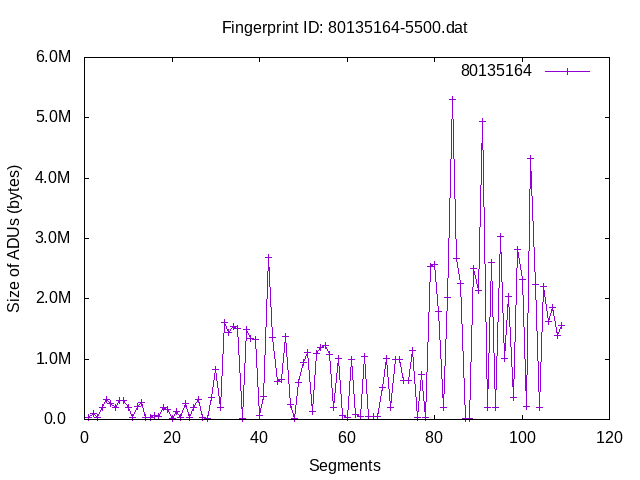 Fingerprint ID: 80135164-5500.dat
80135164
Size of ADUs (bytes)
6.0M
5.0M
4.0M
3.0M
2.0M
1.0M
0.0
0 20 40 60 80 100 120
Segments